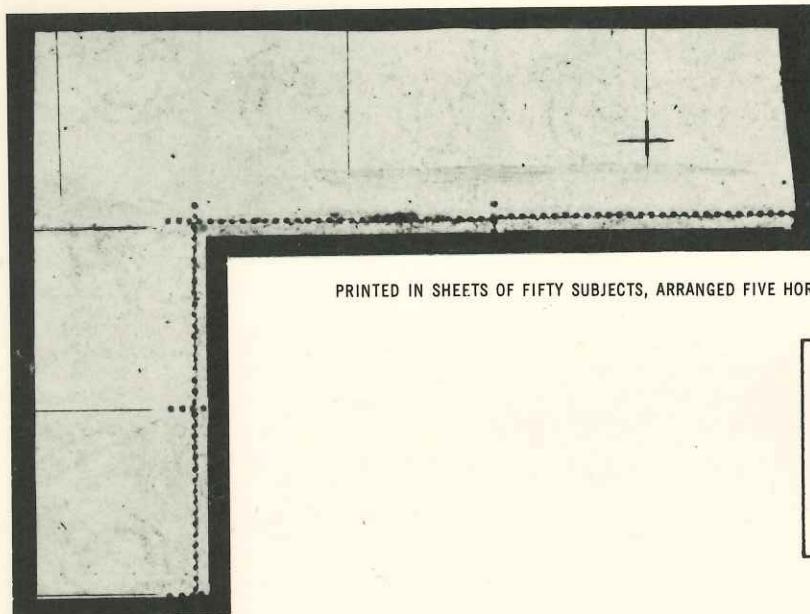 PRINTED IN SHEETS OF FIFTY SUBJECTS, ARRANGED FIVE HOR